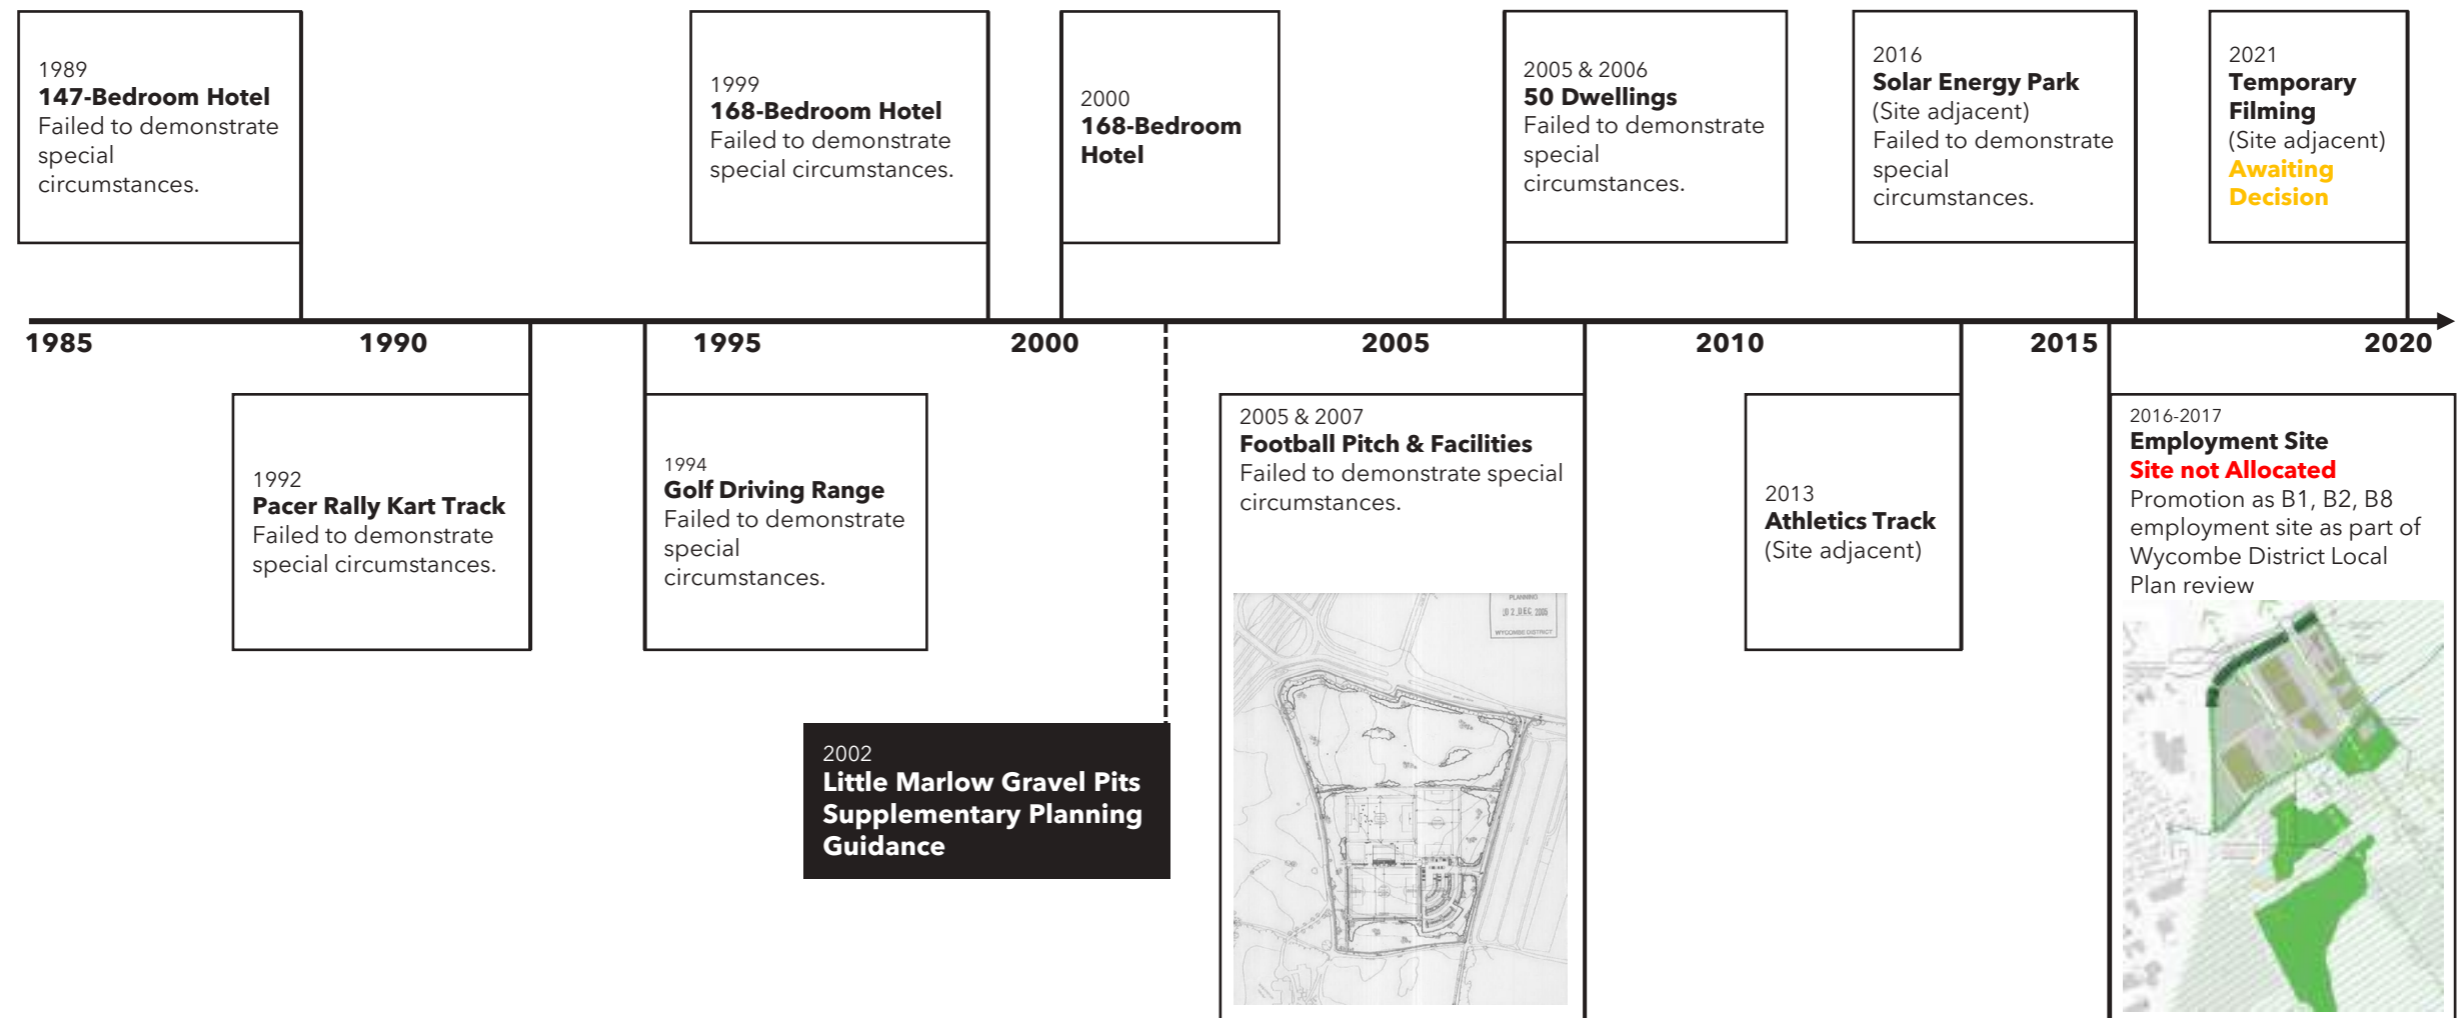 1989
147-Bedroom Hotel
Failed to demonstrate
special
circumstances.
1999
168-Bedroom Hotel
Failed to demonstrate
special circumstances.
2000
168-Bedroom
Hotel
2005 & 2006
50 Dwellings
Failed to demonstrate
special
circumstances.
2016
Solar Energy Park
(Site adjacent)
Failed to demonstrate
special
circumstances.
2021
Temporary
Filming
(Site adjacent)
Awaiting
Decision
1985 1990 1995 2000 2005 2010 2015 2020
1992
Pacer Rally Kart Track
Failed to demonstrate
special circumstances.
1994
Golf Driving Range
Failed to demonstrate
special
circumstances.
2002
Little Marlow Gravel Pits
Supplementary Planning
Guidance
2005 & 2007
Football Pitch & Facilities
Failed to demonstrate special
circumstances.
PLANNING
2 DEC 2005
WYCOMBE DISTRICT
2013
Athletics Track
(Site adjacent)
2016-2017
Employment Site
Site not Allocated
Promotion as B1, B2, B8
employment site as part of
Wycombe District Local
Plan review